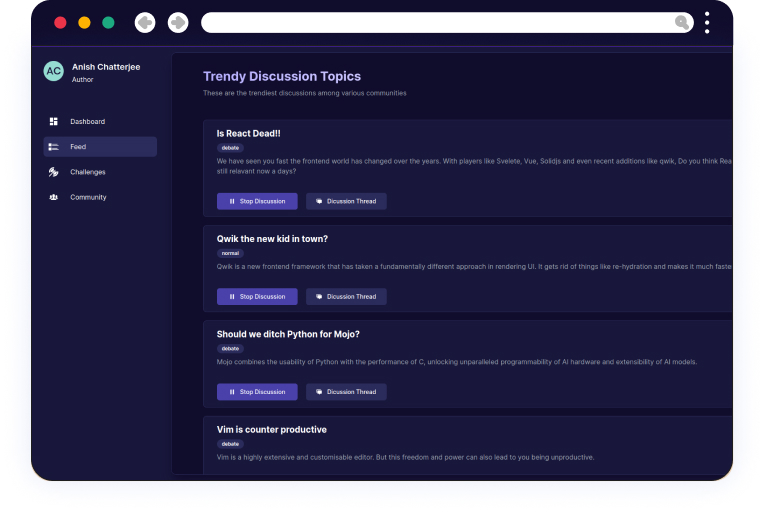 AC
Anish Chatterjee
Author
Dashboard
Feed
Challenges
Community
Trendy Discussion Topics
These are the trendiest discussions among various communities
Is React Dead!!
debate
We have seen you fast the frontend world has changed over the years. With players like Svelete, Vue, Solidjs and even recent additions like qwik, Do you think Rea
still relavant now a days?
Stop Discussion
Dicussion Thread
Qwik the new kid in town?
normal
Qwik is a new frontend framework that has taken a fundamentally different approach in rendering UI. It gets rid of things like re-hydration and makes it much faste
Stop Discussion
Dicussion Thread
Should we ditch Python for Mojo?
debate
Mojo combines the usability of Python with the performance of C, unlocking unparalleled programmability of AI hardware and extensibility of AI models.
Stop Discussion
Dicussion Thread
Vim is counter productive
debate
Vim is a highly extensive and customisable editor. But this freedom and power can also lead to you being unproductive.